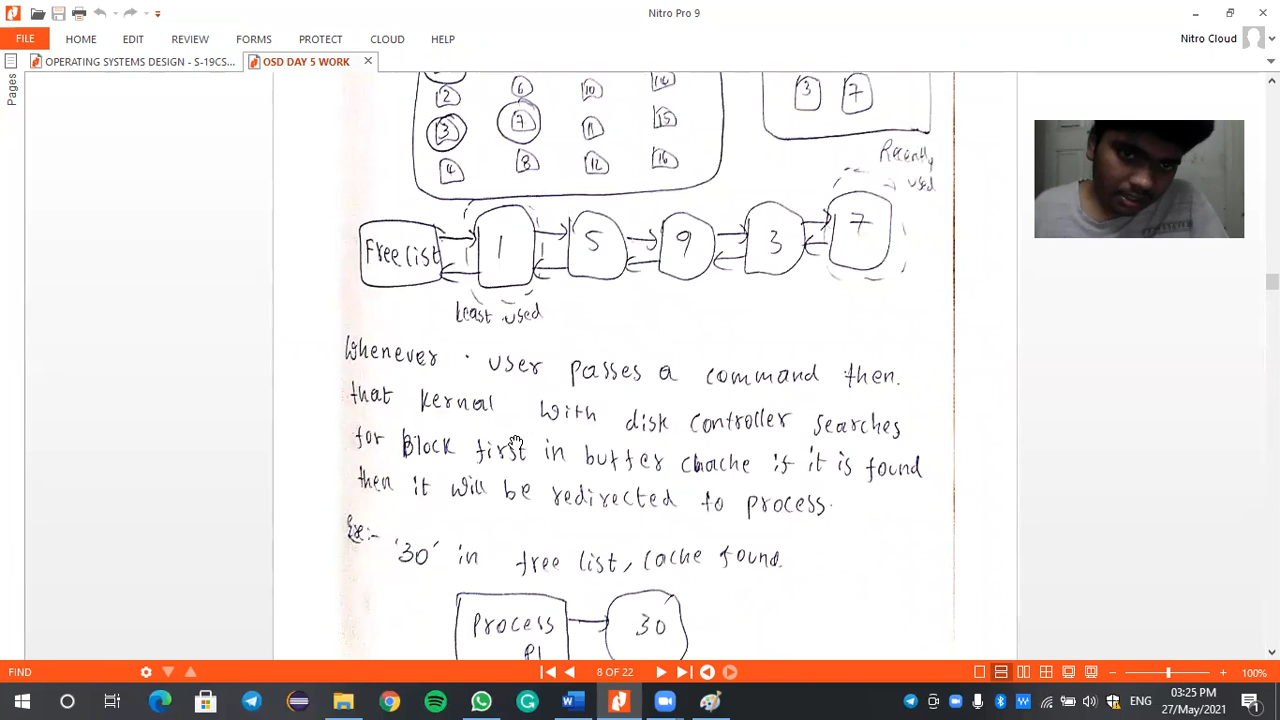 Nitro Pro 9
FILE HOME EDIT REVIEW FORMS PROTECT CLOUD HELP Nitro Cloud
OPERATING SYSTEMS DESIGN - S-19CS... OSD DAY 5 WORK
Pages
2 6 10 14 3 7
3 7 11 15
4 8 12 16
Recently
used
Free list 1 5 9 3 7
Least used
Whenever user passes a command then.
that kernal with disk controller searches
for Block first in buffer chache if it is found
then it will be redirected to process.
Ex:- '30' in free list, cache found.
Process 30
P1
FIND 8 OF 22 100%
ENG 03:25 PM
27/May/2021